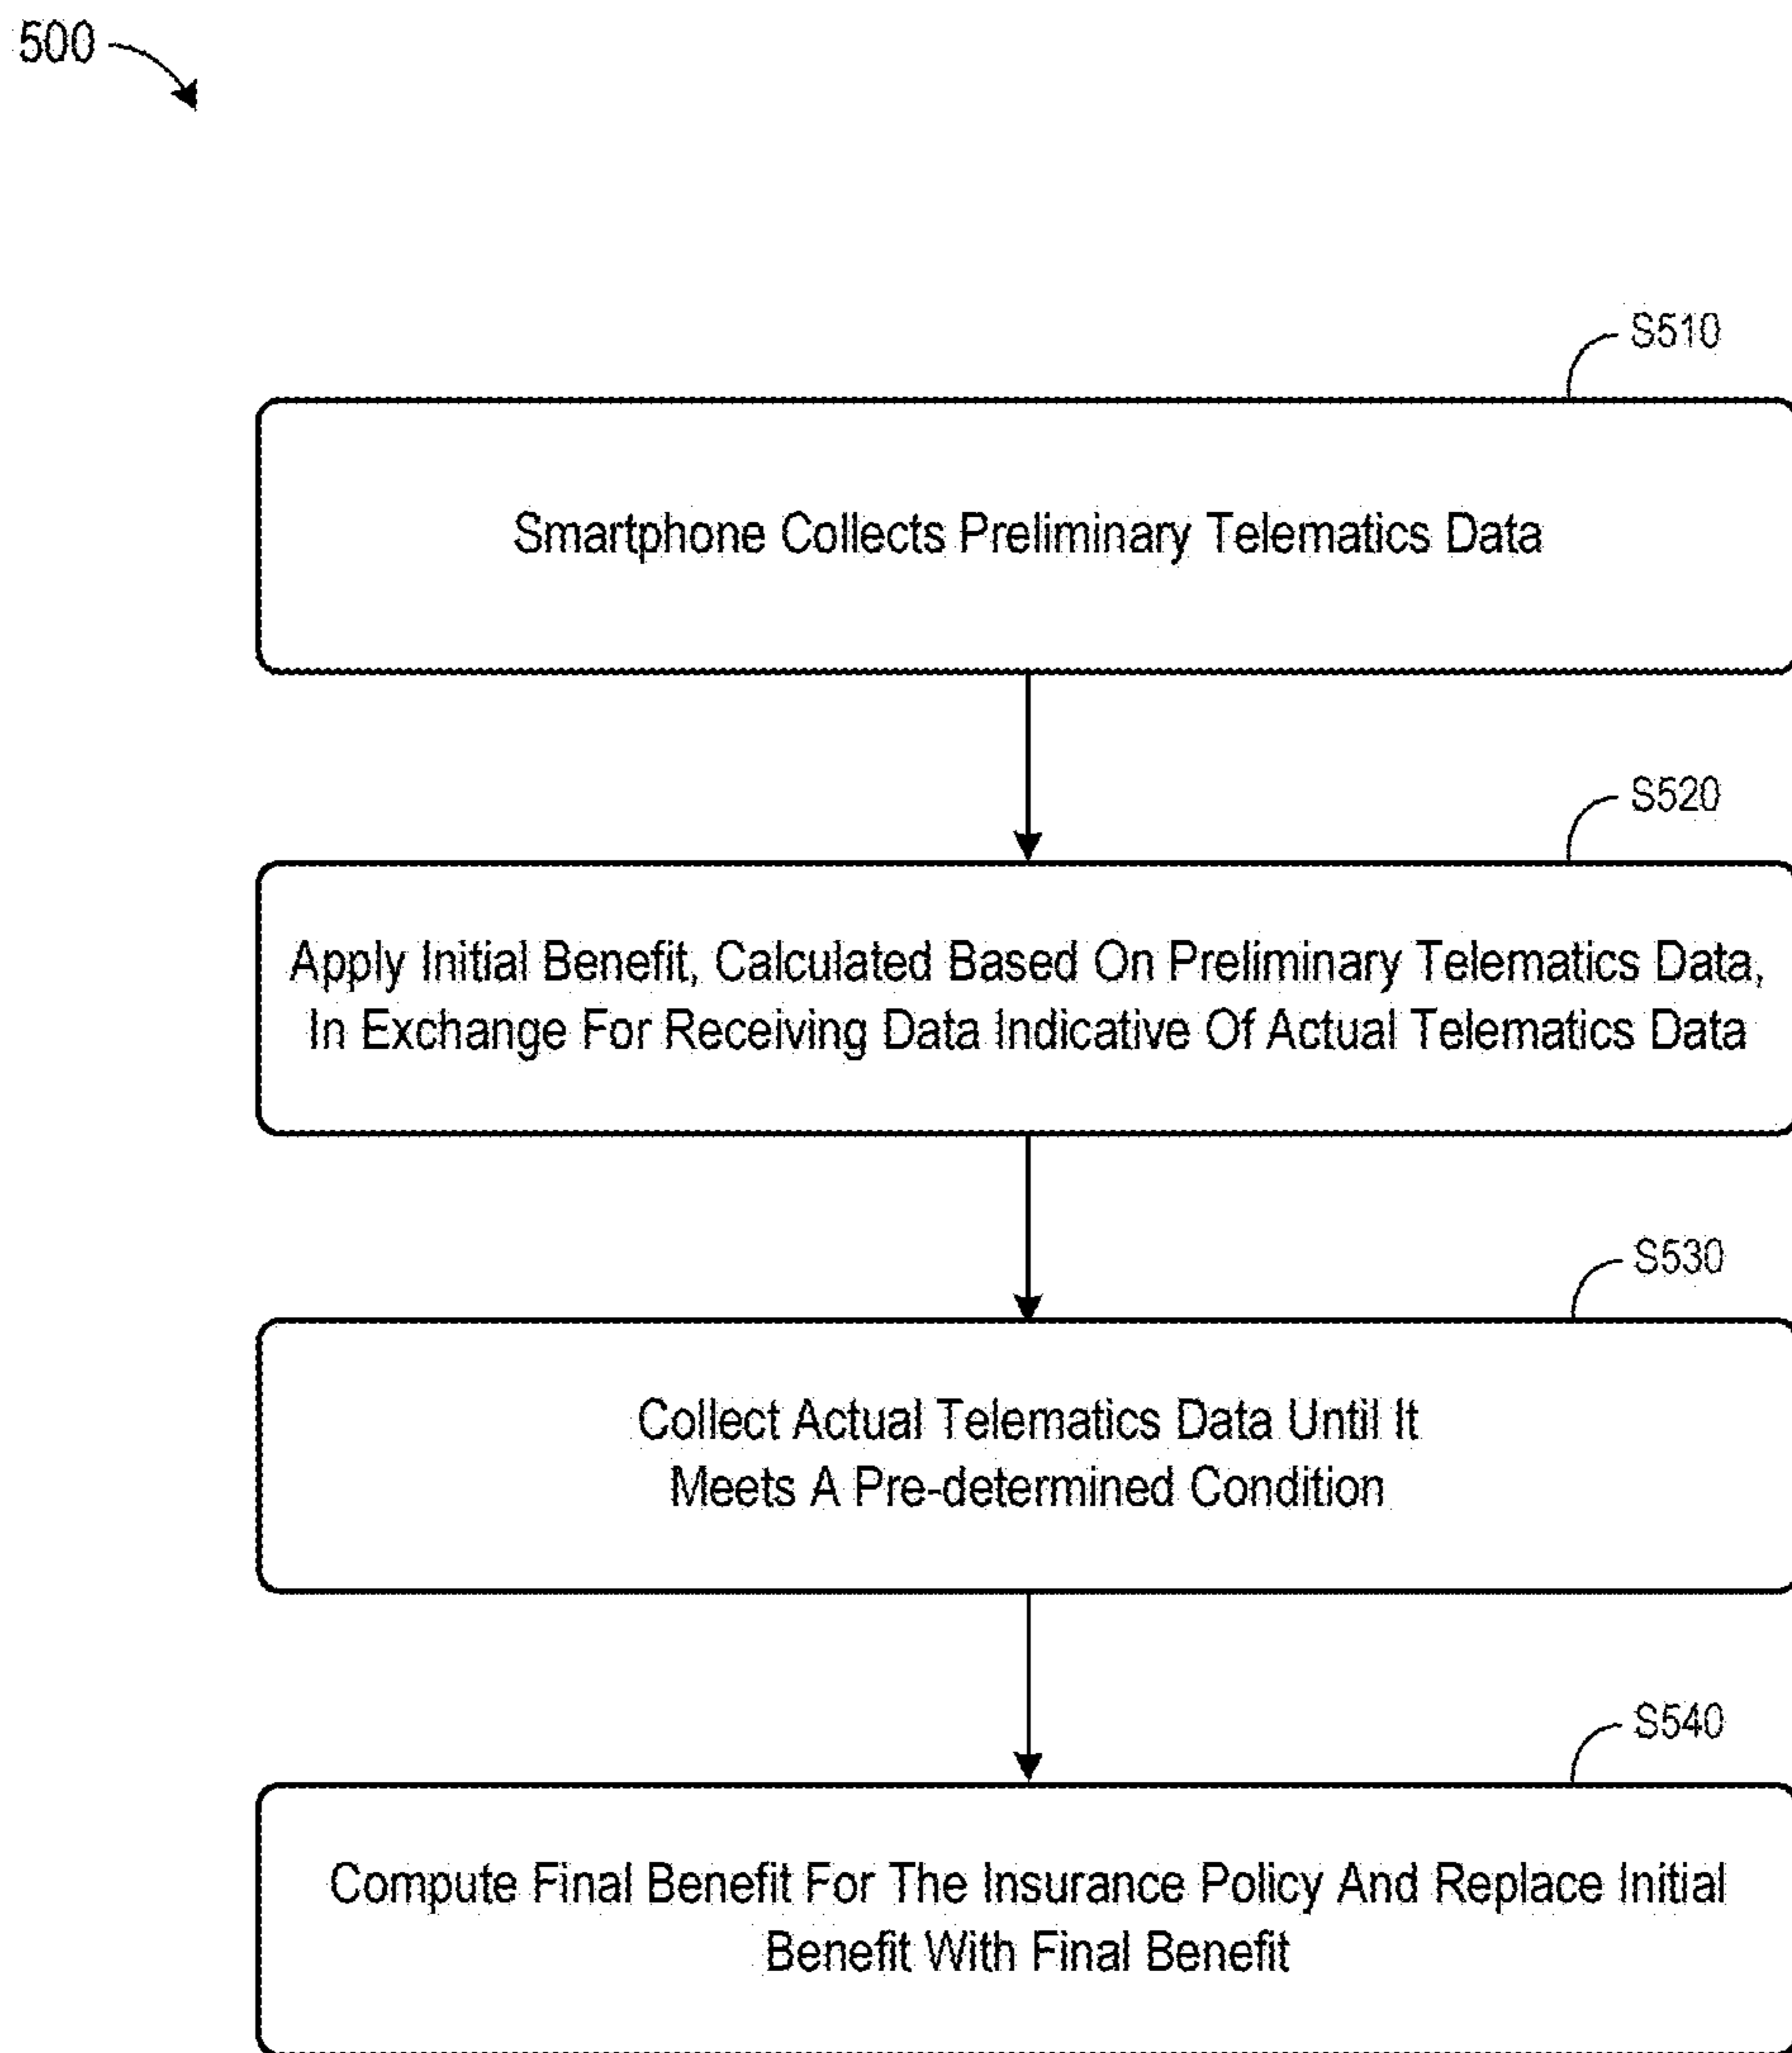 500
S510
Smartphone Collects Preliminary Telematics Data
S520
Apply Initial Benefit, Calculated Based On Preliminary Telematics Data,
In Exchange For Receiving Data Indicative Of Actual Telematics Data
S530
Collect Actual Telematics Data Until It
Meets A Pre-determined Condition
S540
Compute Final Benefit For The Insurance Policy And Replace Initial
Benefit With Final Benefit